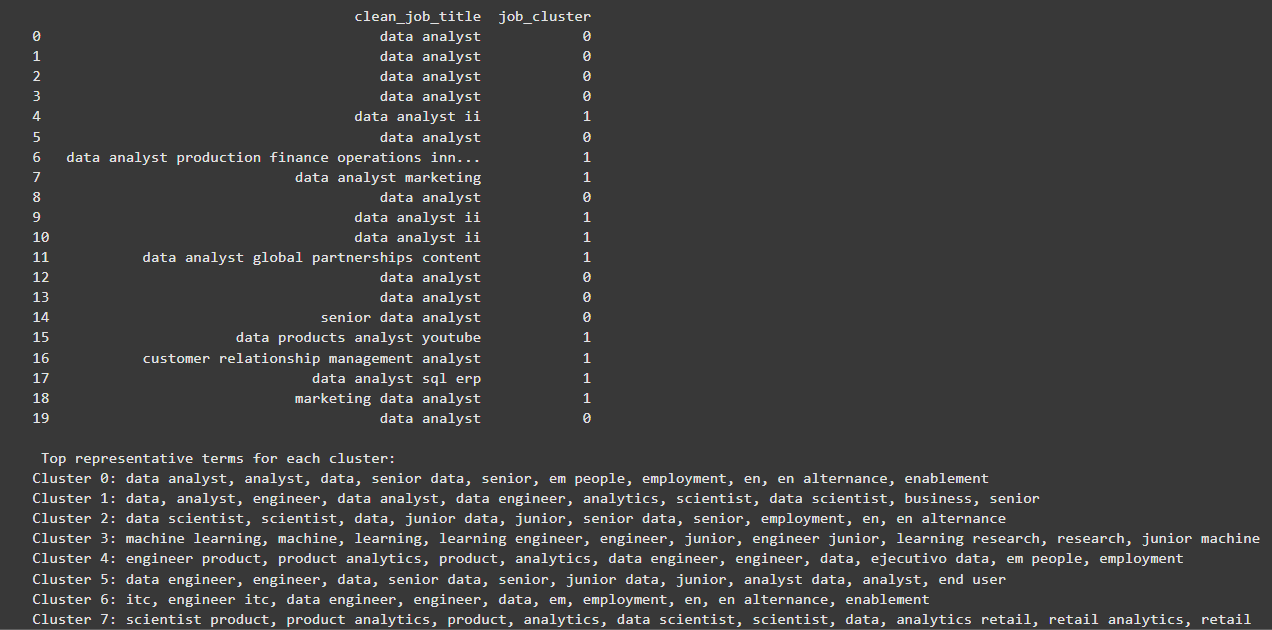 clean_job_title job_cluster
0 data analyst 0
1 data analyst 0
2 data analyst 0
3 data analyst 0
4 data analyst ii 1
5 data analyst 0
6 data analyst production finance operations inn... 1
7 data analyst marketing 1
8 data analyst 0
9 data analyst ii 1
10 data analyst ii 1
11 data analyst global partnerships content 1
12 data analyst 0
13 data analyst 0
14 senior data analyst 0
15 data products analyst youtube 1
16 customer relationship management analyst 1
17 data analyst sql erp 1
18 marketing data analyst 1
19 data analyst 0
Top representative terms for each cluster:
Cluster 0: data analyst, analyst, data, senior data, senior, em people, employment, en, en alternance, enablement
Cluster 1: data, analyst, engineer, data analyst, data engineer, analytics, scientist, data scientist, business, senior
Cluster 2: data scientist, scientist, data, junior data, junior, senior data, senior, employment, en, en alternance
Cluster 3: machine learning, machine, learning, learning engineer, engineer, junior, engineer junior, learning research, research, junior machine
Cluster 4: engineer product, product analytics, product, analytics, data engineer, engineer, data, ejecutivo data, em people, employment
Cluster 5: data engineer, engineer, data, senior data, senior, junior data, junior, analyst data, analyst, end user
Cluster 6: itc, engineer itc, data engineer, engineer, data, em, employment, en, en alternance, enablement
Cluster 7: scientist product, product analytics, product, analytics, data scientist, scientist, data, analytics retail, retail analytics, retail